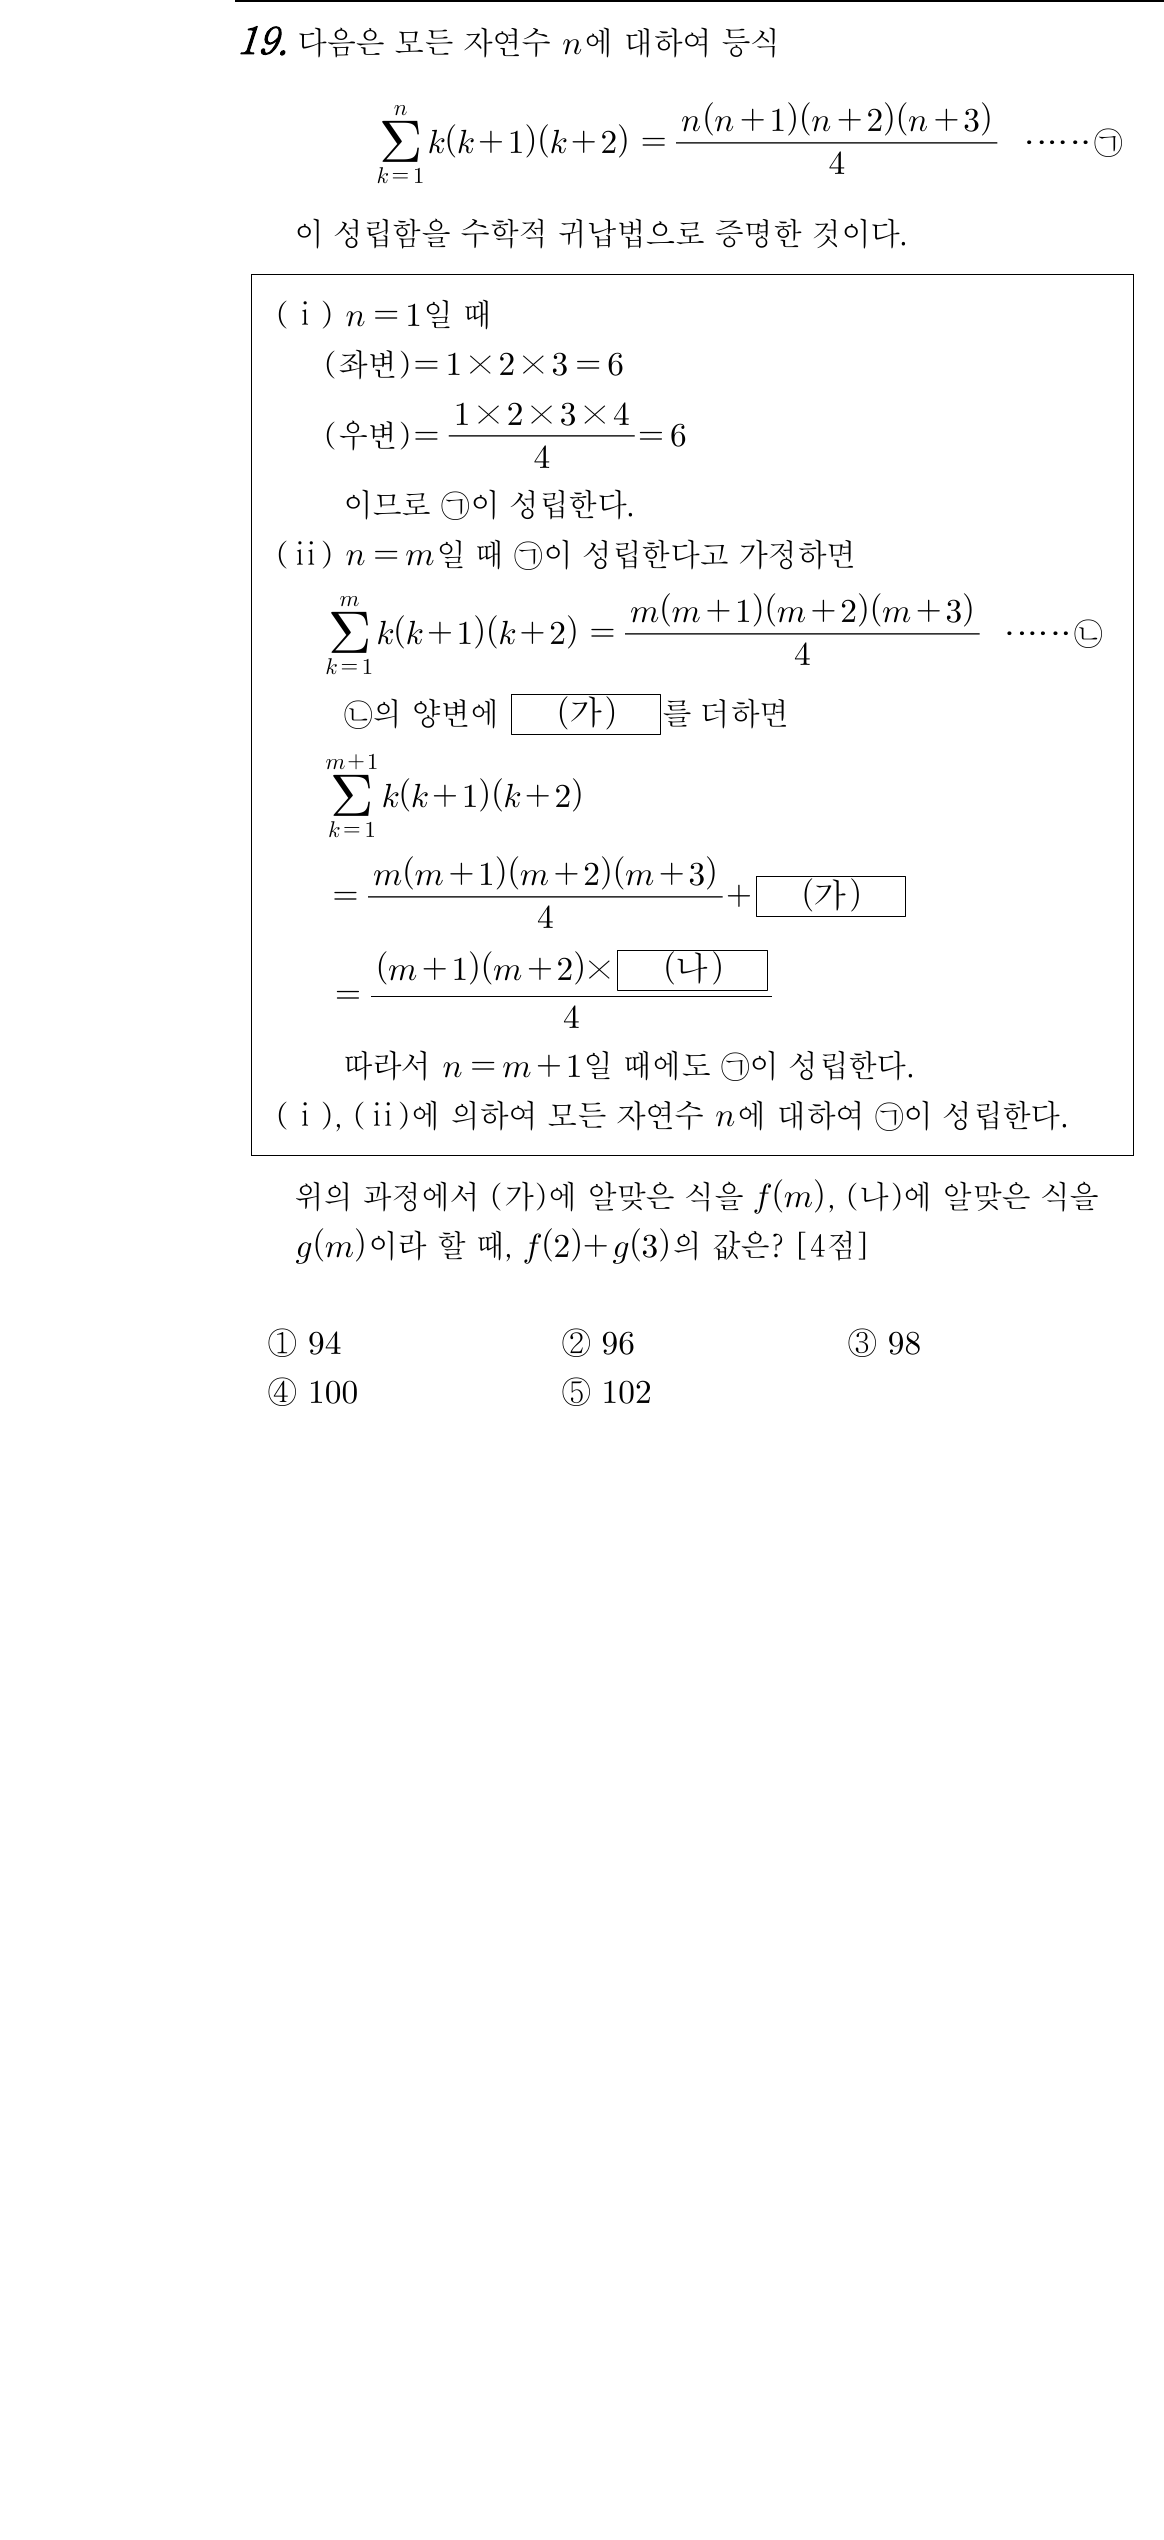 19. 다음은 모든 자연수 n에 대하여 등식
\sum_{k=1}^{n} k(k+1)(k+2) = \frac{n(n+1)(n+2)(n+3)}{4} ⋯⋯㉠
이 성립함을 수학적 귀납법으로 증명한 것이다.
(ⅰ) n=1일 때
(좌변)=1×2×3=6
(우변)=\frac{1×2×3×4}{4}=6
이므로 ㉠이 성립한다.
(ⅱ) n=m일 때 ㉠이 성립한다고 가정하면
\sum_{k=1}^{m} k(k+1)(k+2) = \frac{m(m+1)(m+2)(m+3)}{4} ⋯⋯㉡
㉡의 양변에 (가) 를 더하면
\sum_{k=1}^{m+1} k(k+1)(k+2)
= \frac{m(m+1)(m+2)(m+3)}{4} + (가)
= \frac{(m+1)(m+2)× (나)}{4}
따라서 n=m+1일 때에도 ㉠이 성립한다.
(ⅰ), (ⅱ)에 의하여 모든 자연수 n에 대하여 ㉠이 성립한다.
위의 과정에서 (가)에 알맞은 식을 f(m), (나)에 알맞은 식을
g(m)이라 할 때, f(2)+g(3)의 값은? [4점]
① 94 ② 96 ③ 98
④ 100 ⑤ 102